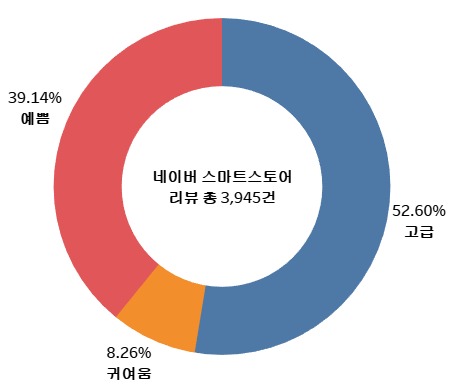 39.14%
예쁨
네이버 스마트스토어
리뷰 총 3,945건
52.60%
고급
8.26%
귀여움